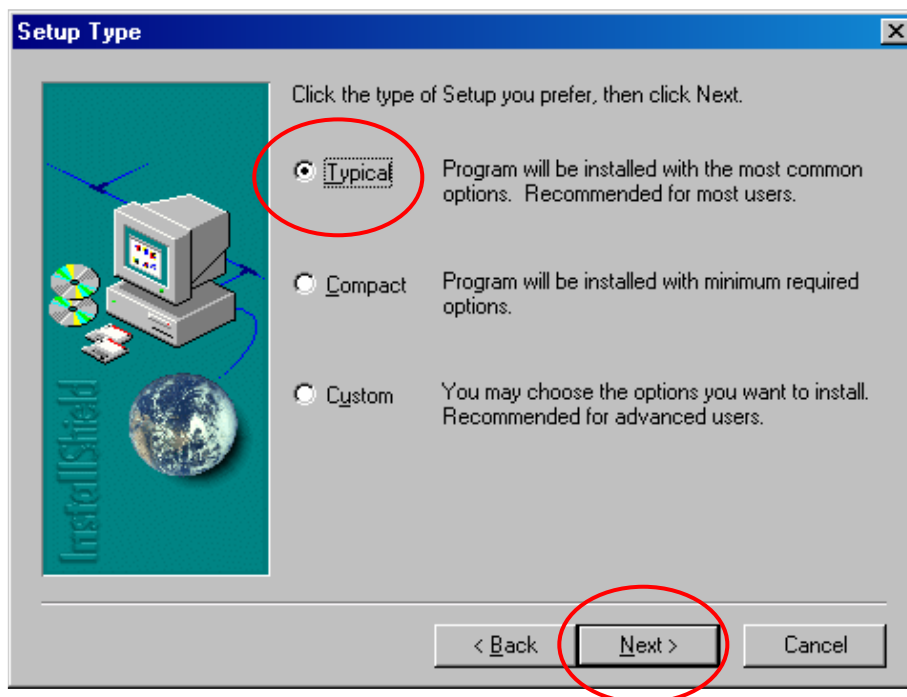 Setup Type
Click the type of Setup you prefer, then click Next.
Typical
Program will be installed with the most common
options.  Recommended for most users.
Compact
Program will be installed with minimum required
options.
Custom
You may choose the options you want to install.
Recommended for advanced users.
InstallShield
< Back
Next >
Cancel